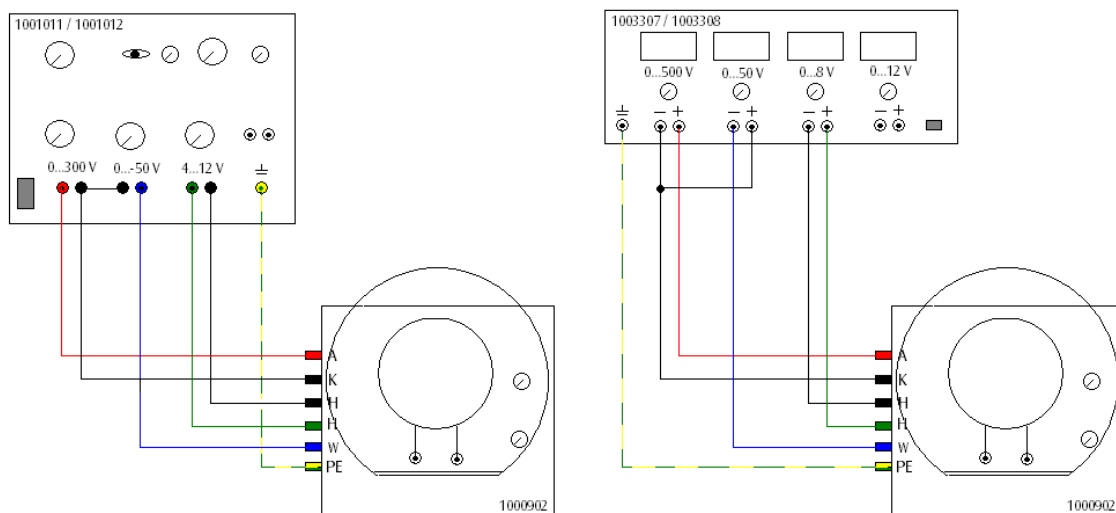 1001011 / 1001012
0...300 V 0...-50 V 4...12 V
A
K
H
H
W
PE
1000902
1003307 / 1003308
0...500 V 0...50 V 0...8 V 0...12 V
− + − + − + − +
A
K
H
H
W
PE
1000902